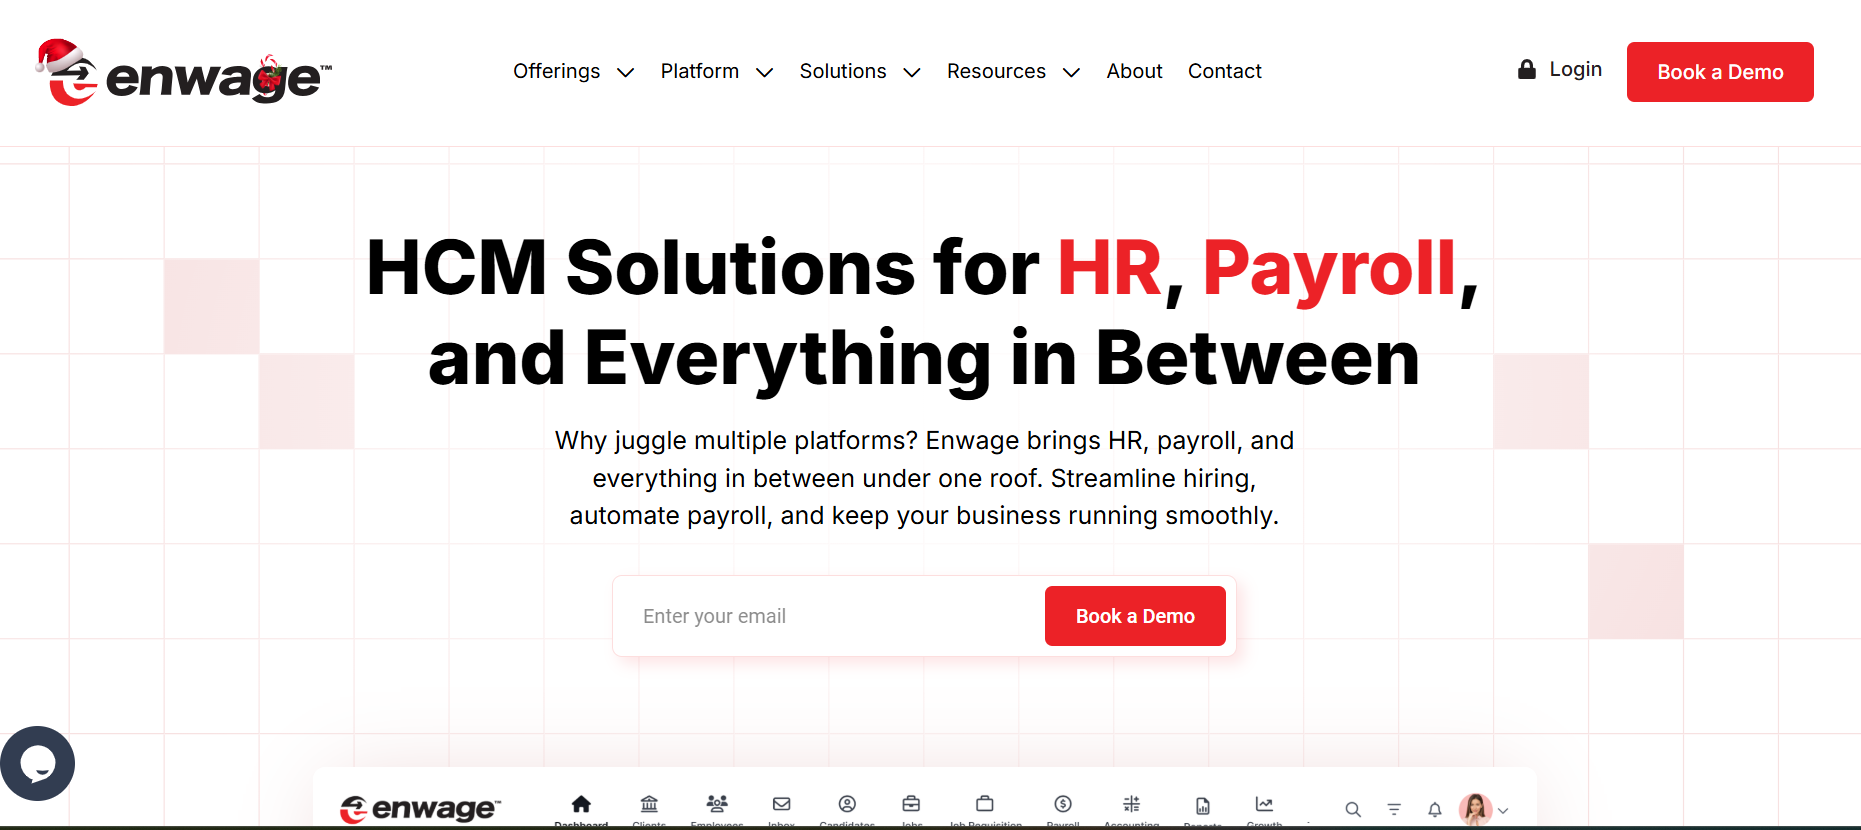 enwage™
Offerings Platform Solutions Resources About Contact
Login
Book a Demo
HCM Solutions for HR, Payroll,
and Everything in Between
Why juggle multiple platforms? Enwage brings HR, payroll, and
everything in between under one roof. Streamline hiring,
automate payroll, and keep your business running smoothly.
Enter your email
Book a Demo
enwage™
Dashboard Clients Employees Inbox Candidates Jobs Job Requisition Payroll Accounting Reports Growth